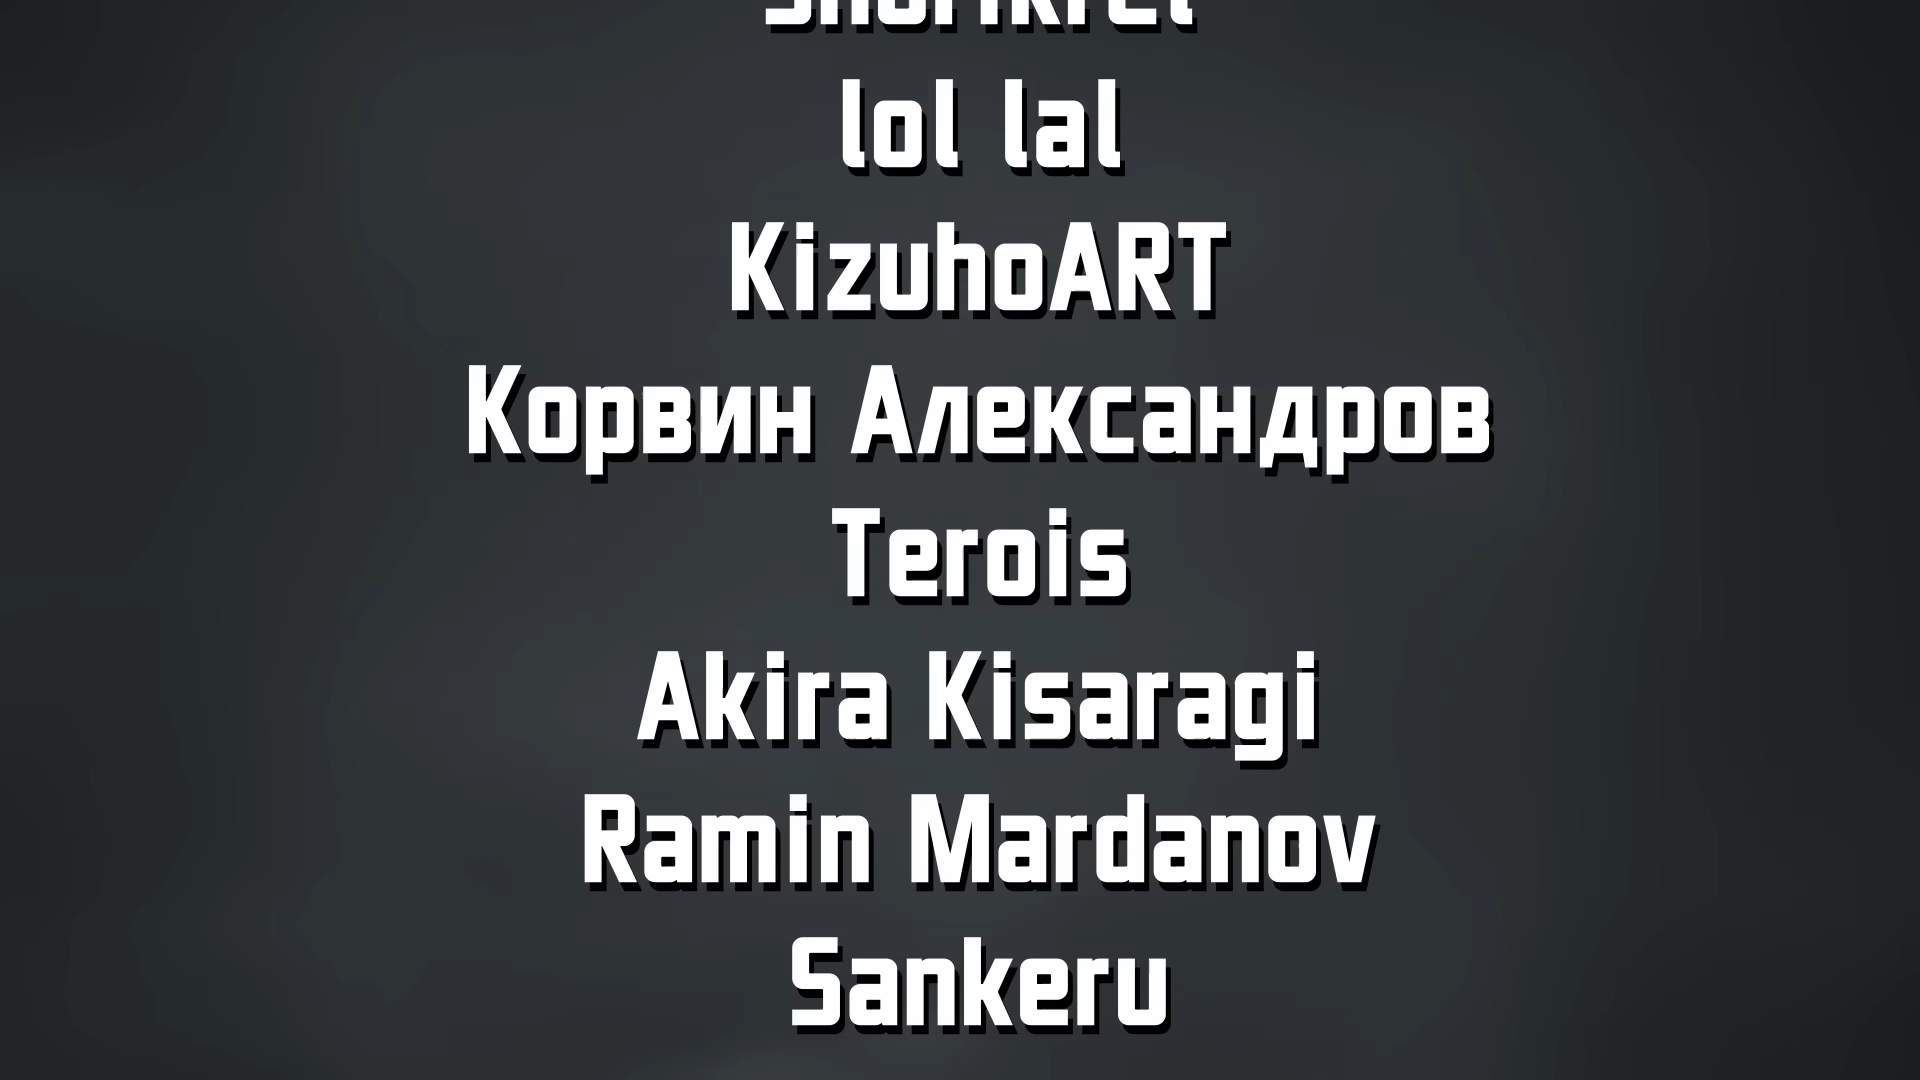 lol lal
KizuhoART
Корвин Александров
Terois
Akira Kisaragi
Ramin Mardanov
Sankeru